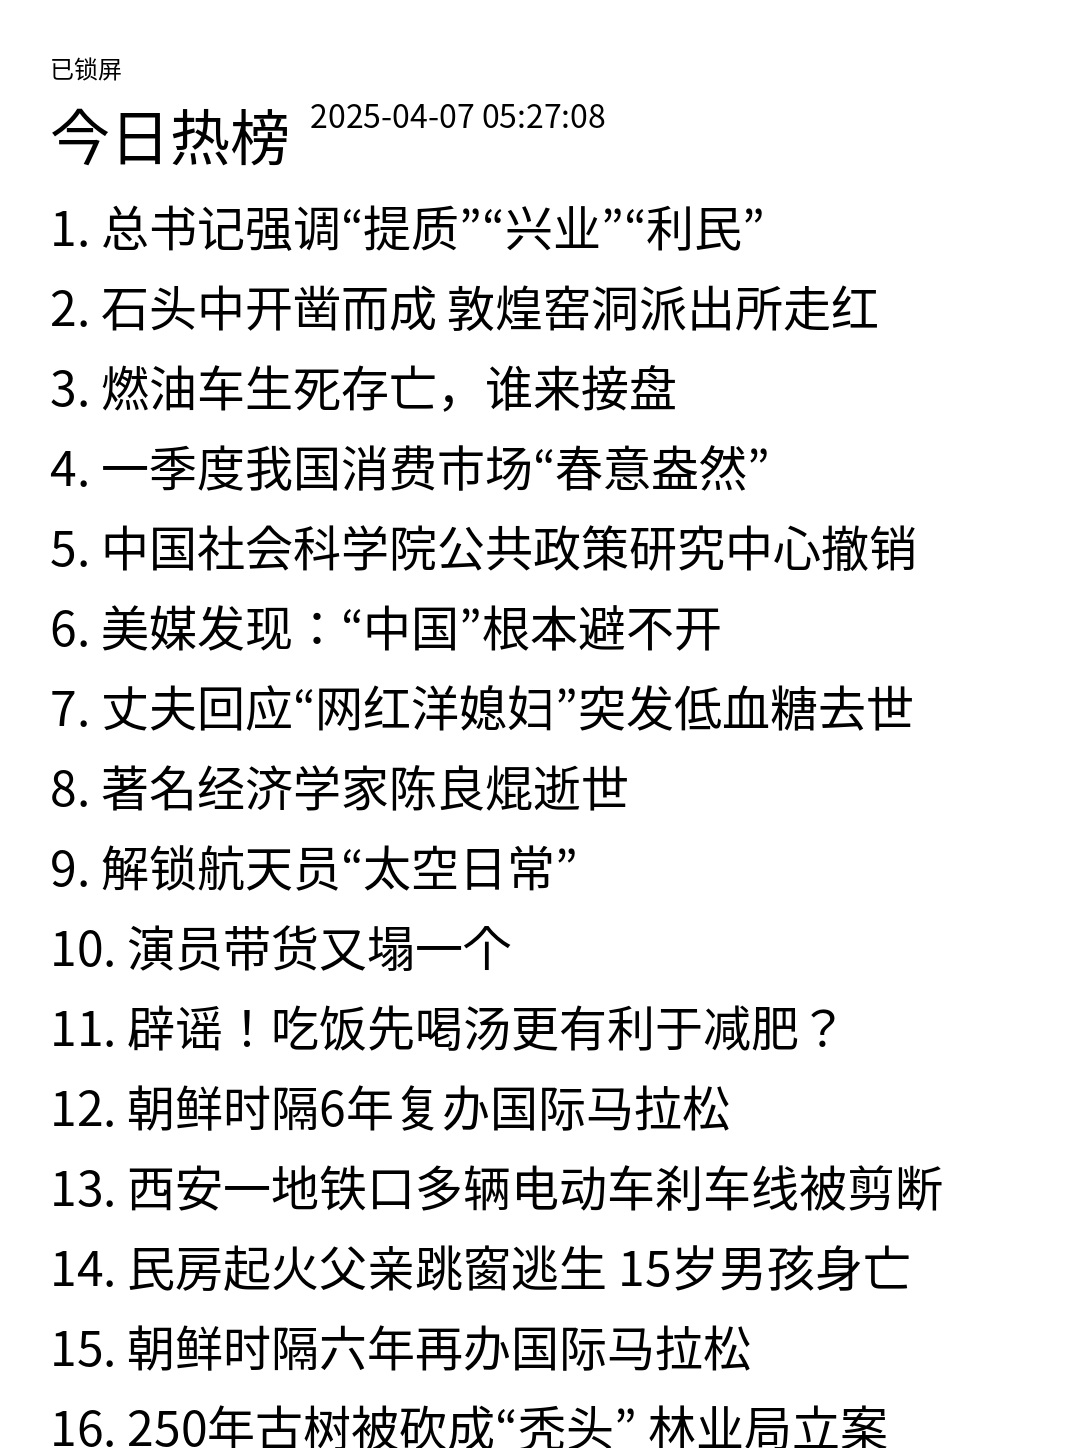 已锁屏
今日热榜 2025-04-07 05:27:08
1. 总书记强调“提质”“兴业”“利民”
2. 石头中开凿而成 敦煌窑洞派出所走红
3. 燃油车生死存亡，谁来接盘
4. 一季度我国消费市场“春意盎然”
5. 中国社会科学院公共政策研究中心撤销
6. 美媒发现：“中国”根本避不开
7. 丈夫回应“网红洋媳妇”突发低血糖去世
8. 著名经济学家陈良焜逝世
9. 解锁航天员“太空日常”
10. 演员带货又塌一个
11. 辟谣！吃饭先喝汤更有利于减肥？
12. 朝鲜时隔6年复办国际马拉松
13. 西安一地铁口多辆电动车刹车线被剪断
14. 民房起火父亲跳窗逃生 15岁男孩身亡
15. 朝鲜时隔六年再办国际马拉松
16. 250年古树被砍成“秃头” 林业局立案